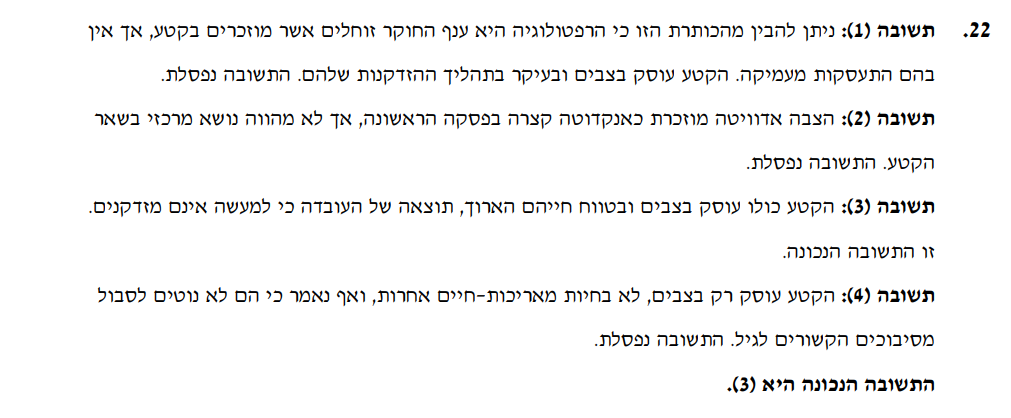 22. תשובה (1): ניתן להבין מהכותרת הזו כי הרפטולוגיה היא ענף החוקר זוחלים אשר מוזכרים בקטע, אך אין
בהם התעסקות מעמיקה. הקטע עוסק בצבים ובעיקר בתהליך ההזדקנות שלהם. התשובה נפסלת.
תשובה (2): הצבה אדוויטה מוזכרת כאנקדוטה קצרה בפסקה הראשונה, אך לא מהווה נושא מרכזי בשאר
הקטע. התשובה נפסלת.
תשובה (3): הקטע כולו עוסק בצבים ובטווח חייהם הארוך, תוצאה של העובדה כי למעשה אינם מזדקנים.
זו התשובה הנכונה.
תשובה (4): הקטע עוסק רק בצבים, לא בחיות מאריכות-חיים אחרות, ואף נאמר כי הם לא נוטים לסבול
מסיבוכים הקשורים לגיל. התשובה נפסלת.
התשובה הנכונה היא (3).